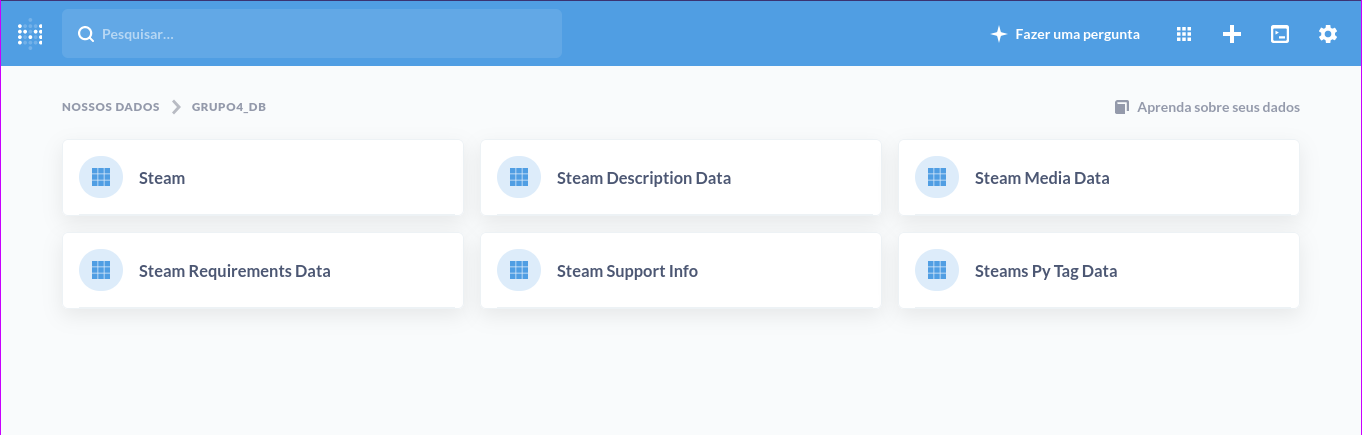 Pesquisar...
Fazer uma pergunta
NOSSOS DADOS GRUPO4_DB
Aprenda sobre seus dados
Steam
Steam Description Data
Steam Media Data
Steam Requirements Data
Steam Support Info
Steams Py Tag Data